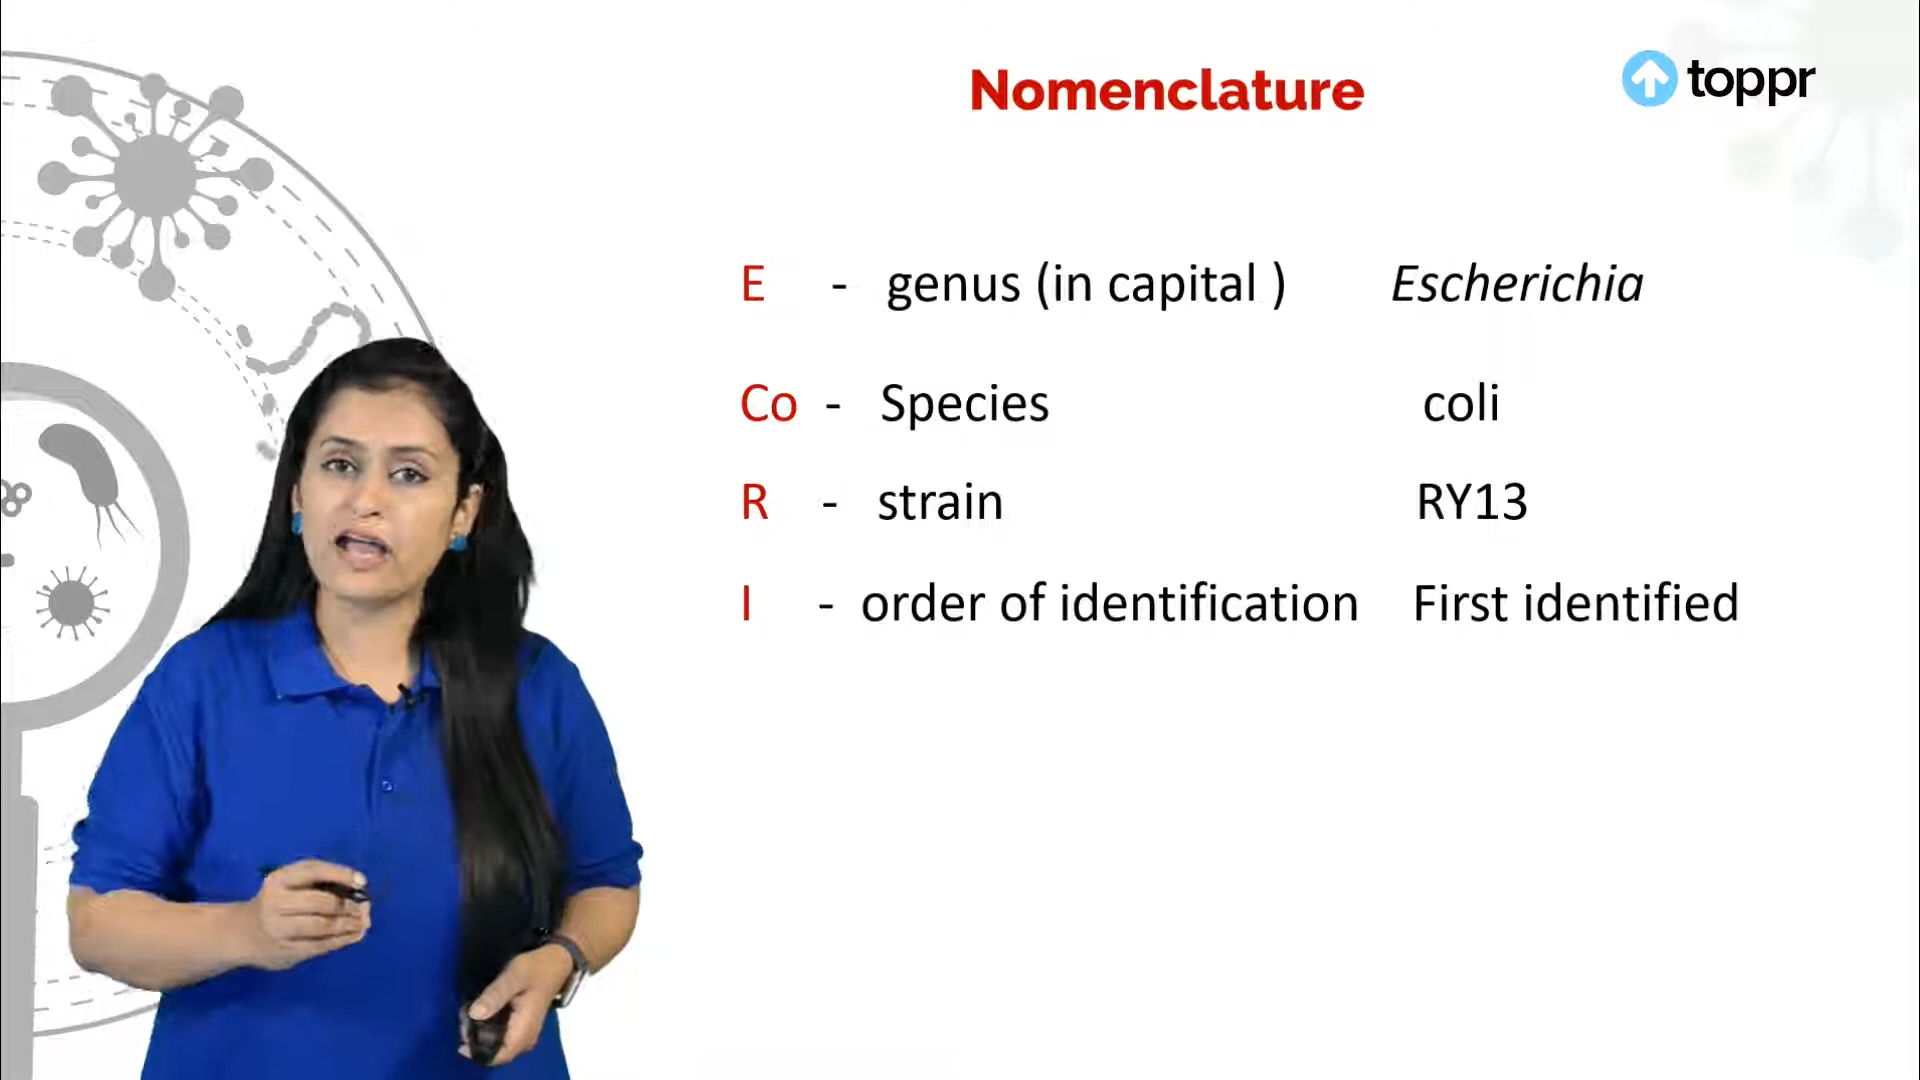 Nomenclature
toppr
E - genus (in capital ) Escherichia
Co - Species coli
R - strain RY13
I - order of identification First identified